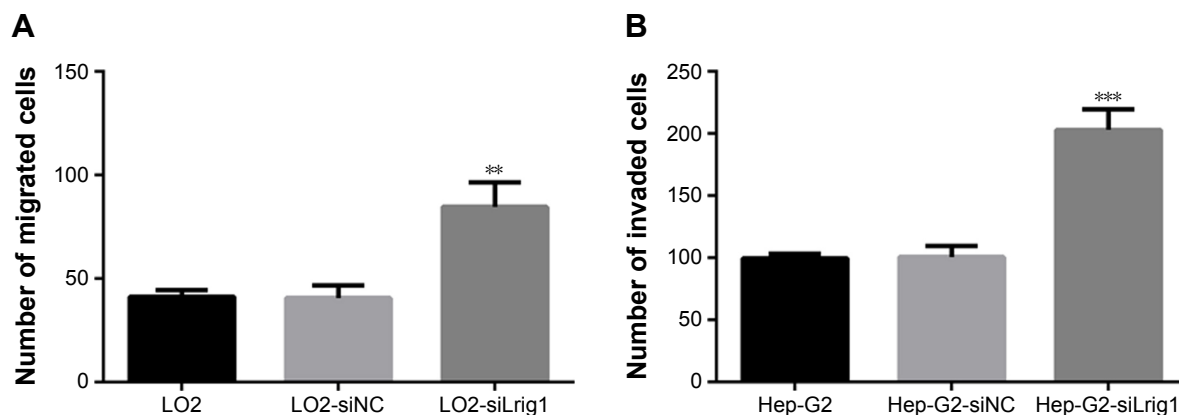 A
Number of migrated cells
150
100
50
0
**
LO2
LO2-siNC
LO2-siLrig1
B
Number of invaded cells
250
200
150
100
50
0
***
Hep-G2
Hep-G2-siNC
Hep-G2-siLrig1